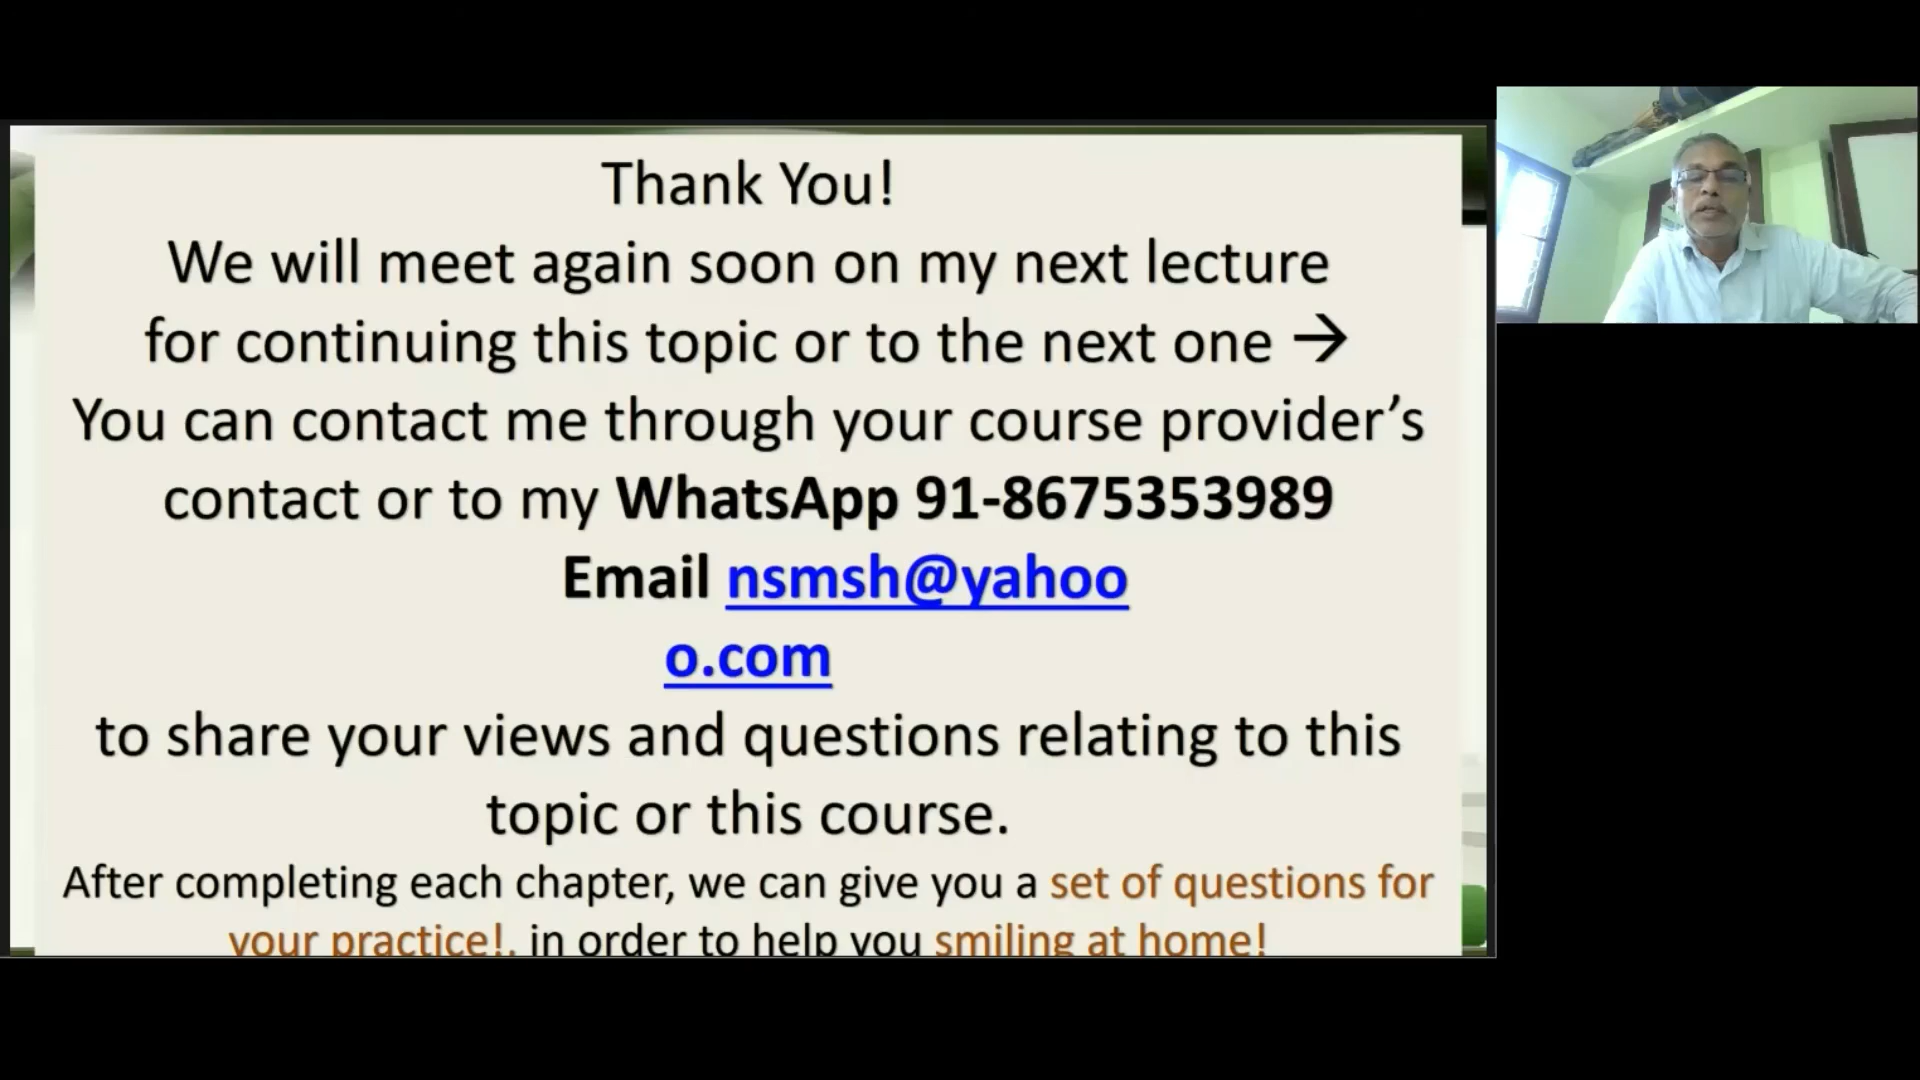 Thank You!
We will meet again soon on my next lecture
for continuing this topic or to the next one →
You can contact me through your course provider’s
contact or to my WhatsApp 91-8675353989
Email nsmsh@yahoo
o.com
to share your views and questions relating to this
topic or this course.
After completing each chapter, we can give you a set of questions for
your practice!, in order to help you smiling at home!